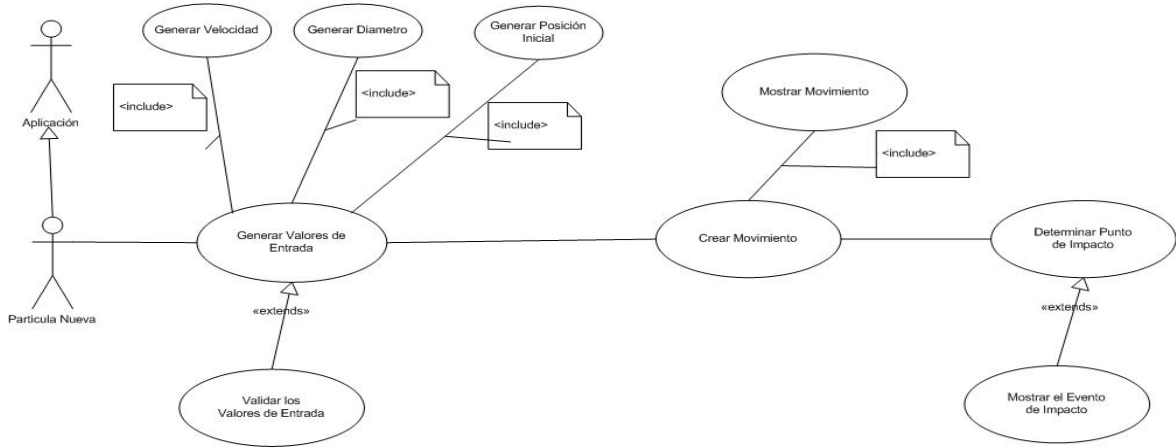 Generar Velocidad
Generar Diametro
Generar Posición
Inicial
<include>
<include>
<include>
Aplicación
Mostrar Movimiento
<include>
Generar Valores de
Entrada
Crear Movimiento
Determinar Punto
de Impacto
Particula Nueva
«extends»
«extends»
Validar los
Valores de Entrada
Mostrar el Evento
de Impacto